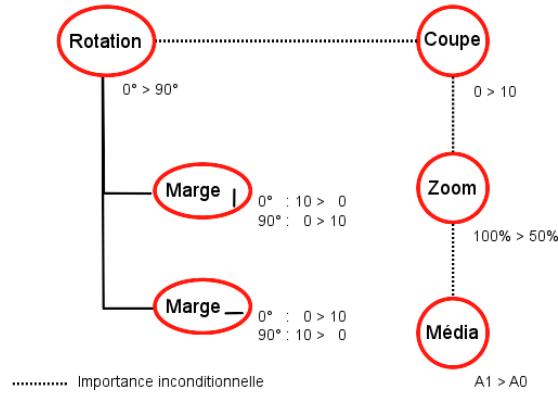 Rotation
Coupe
0° > 90°
0 > 10
Marge
0° : 10 > 0
90° : 0 > 10
Zoom
100% > 50%
Marge
0° : 0 > 10
90° : 10 > 0
Média
Importance inconditionnelle
A1 > A0